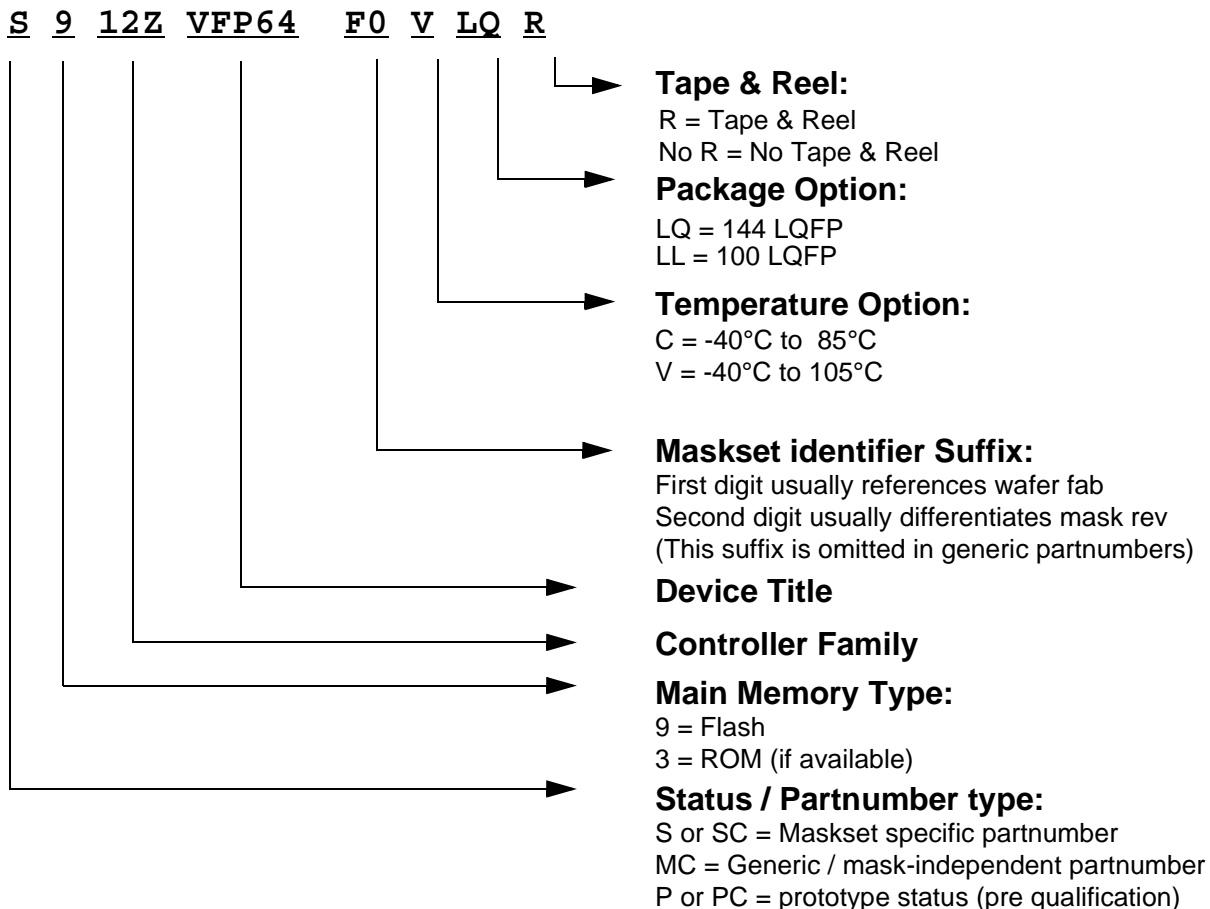 S 9 12Z VFP64 F0 V LQ R
Tape & Reel:
R = Tape & Reel
No R = No Tape & Reel
Package Option:
LQ = 144 LQFP
LL = 100 LQFP
Temperature Option:
C = -40°C to 85°C
V = -40°C to 105°C
Maskset identifier Suffix:
First digit usually references wafer fab
Second digit usually differentiates mask rev
(This suffix is omitted in generic partnumbers)
Device Title
Controller Family
Main Memory Type:
9 = Flash
3 = ROM (if available)
Status / Partnumber type:
S or SC = Maskset specific partnumber
MC = Generic / mask-independent partnumber
P or PC = prototype status (pre qualification)